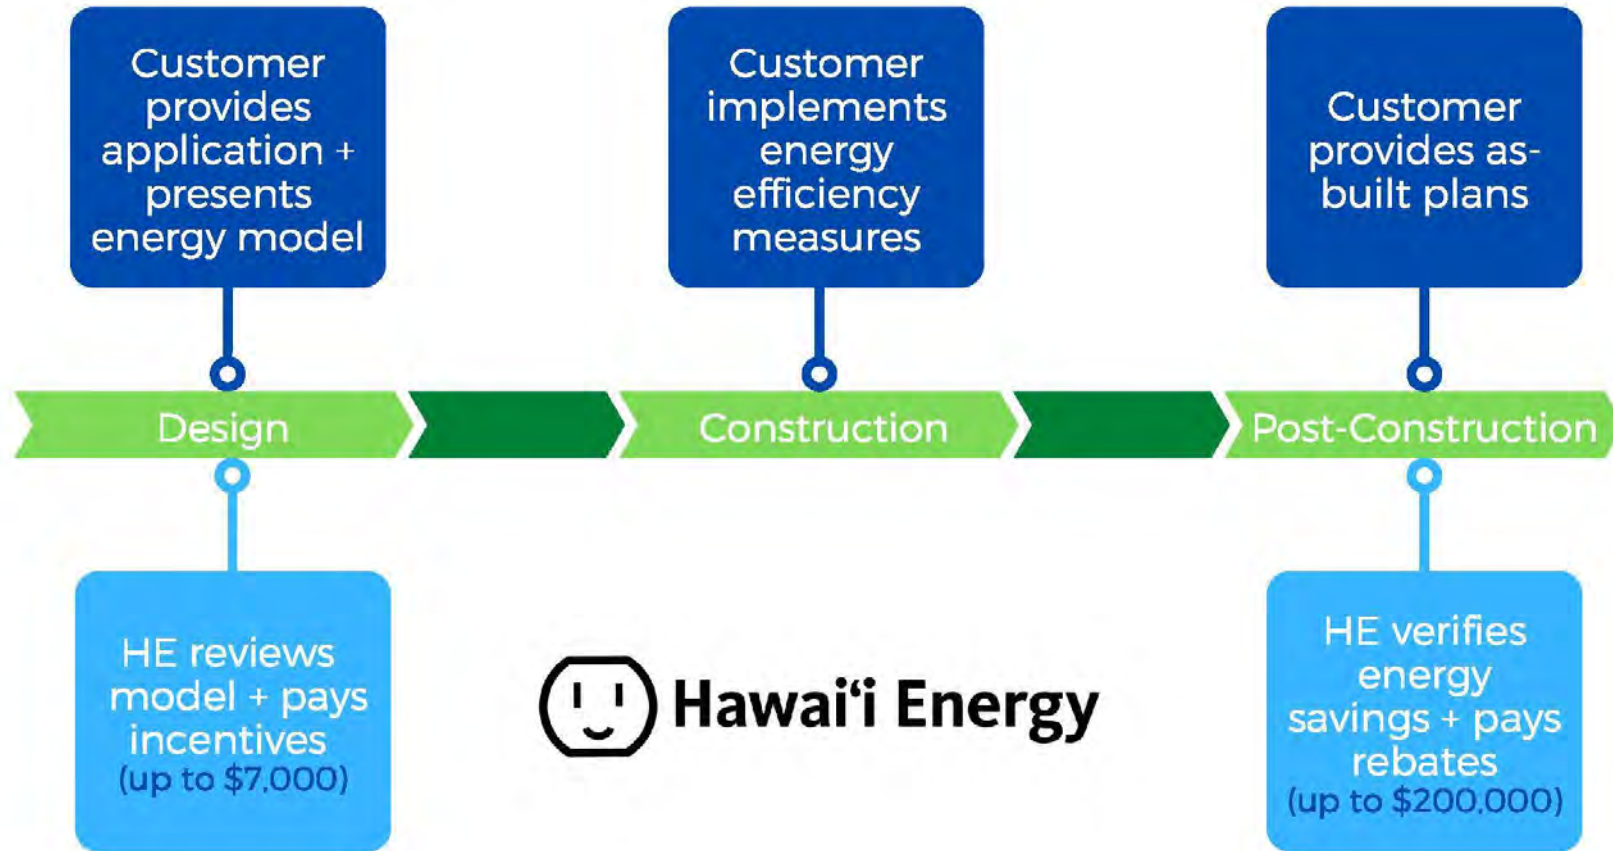 Customer
provides
application +
presents
energy model
Customer
implements
energy
efficiency
measures
Customer
provides as-
built plans
Design
Construction
Post-Construction
HE reviews
model + pays
incentives
(up to $7,000)
Hawaiʻi Energy
HE verifies
energy
savings + pays
rebates
(up to $200,000)